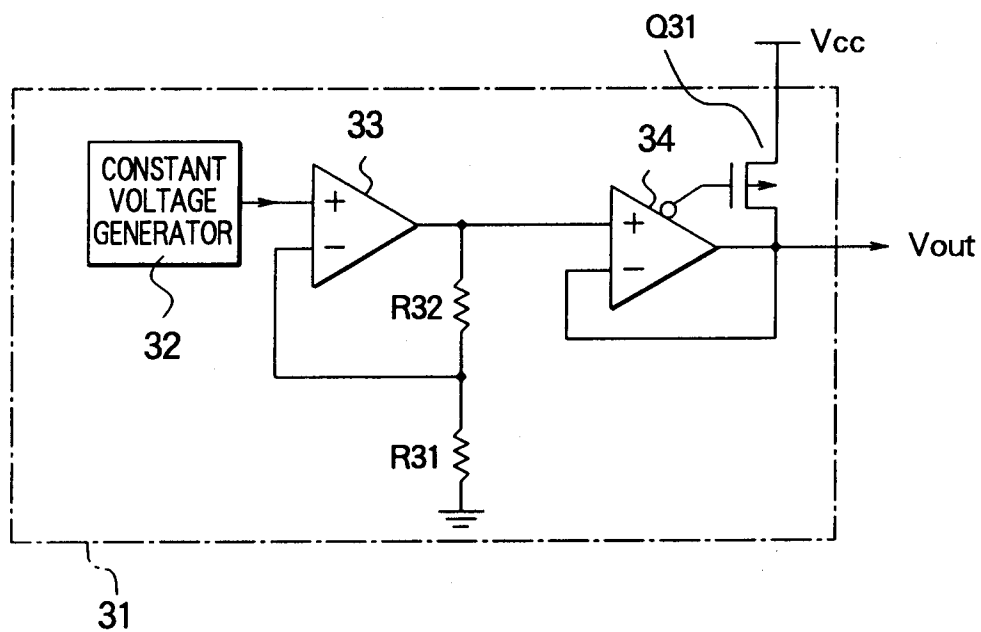 Q31
Vcc
33
34
CONSTANT
VOLTAGE
GENERATOR
+
−
+
−
Vout
32
R32
R31
31